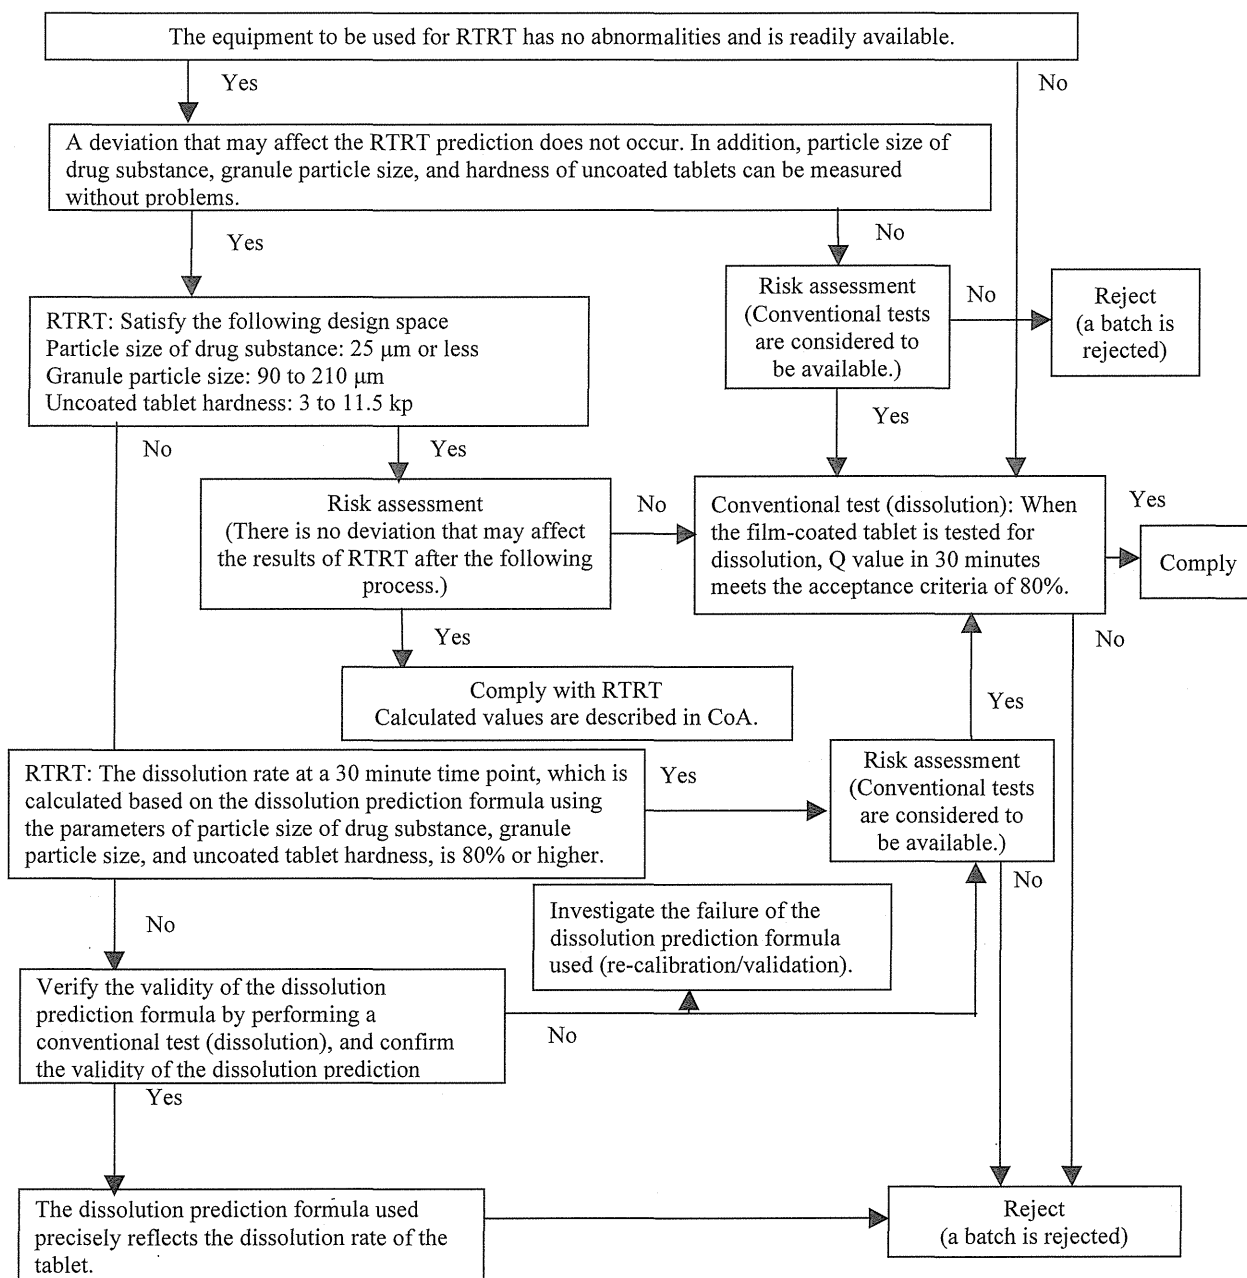 The equipment to be used for RTRT has no abnormalities and is readily available.
Yes
No
A deviation that may affect the RTRT prediction does not occur. In addition, particle size of
drug substance, granule particle size, and hardness of uncoated tablets can be measured
without problems.
Yes
No
Risk assessment
(Conventional tests
are considered to
be available.)
No
Reject
(a batch is
rejected)
RTRT: Satisfy the following design space
Particle size of drug substance: 25 μm or less
Granule particle size: 90 to 210 μm
Uncoated tablet hardness: 3 to 11.5 kp
Yes
No
Yes
Risk assessment
(There is no deviation that may affect
the results of RTRT after the following
process.)
No
Conventional test (dissolution): When
the film-coated tablet is tested for
dissolution, Q value in 30 minutes
meets the acceptance criteria of 80%.
Yes
Comply
Yes
No
Comply with RTRT
Calculated values are described in CoA.
Yes
RTRT: The dissolution rate at a 30 minute time point, which is
calculated based on the dissolution prediction formula using
the parameters of particle size of drug substance, granule
particle size, and uncoated tablet hardness, is 80% or higher.
Yes
Risk assessment
(Conventional tests
are considered to
be available.)
No
No
Investigate the failure of the
dissolution prediction formula
used (re-calibration/validation).
Verify the validity of the dissolution
prediction formula by performing a
conventional test (dissolution), and confirm
the validity of the dissolution prediction
No
Yes
The dissolution prediction formula used
precisely reflects the dissolution rate of the
tablet.
Reject
(a batch is rejected)